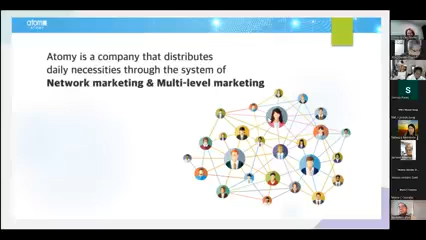 atomy
Atomy is a company that distributes
daily necessities through the system of
Network marketing & Multi-level marketing
S